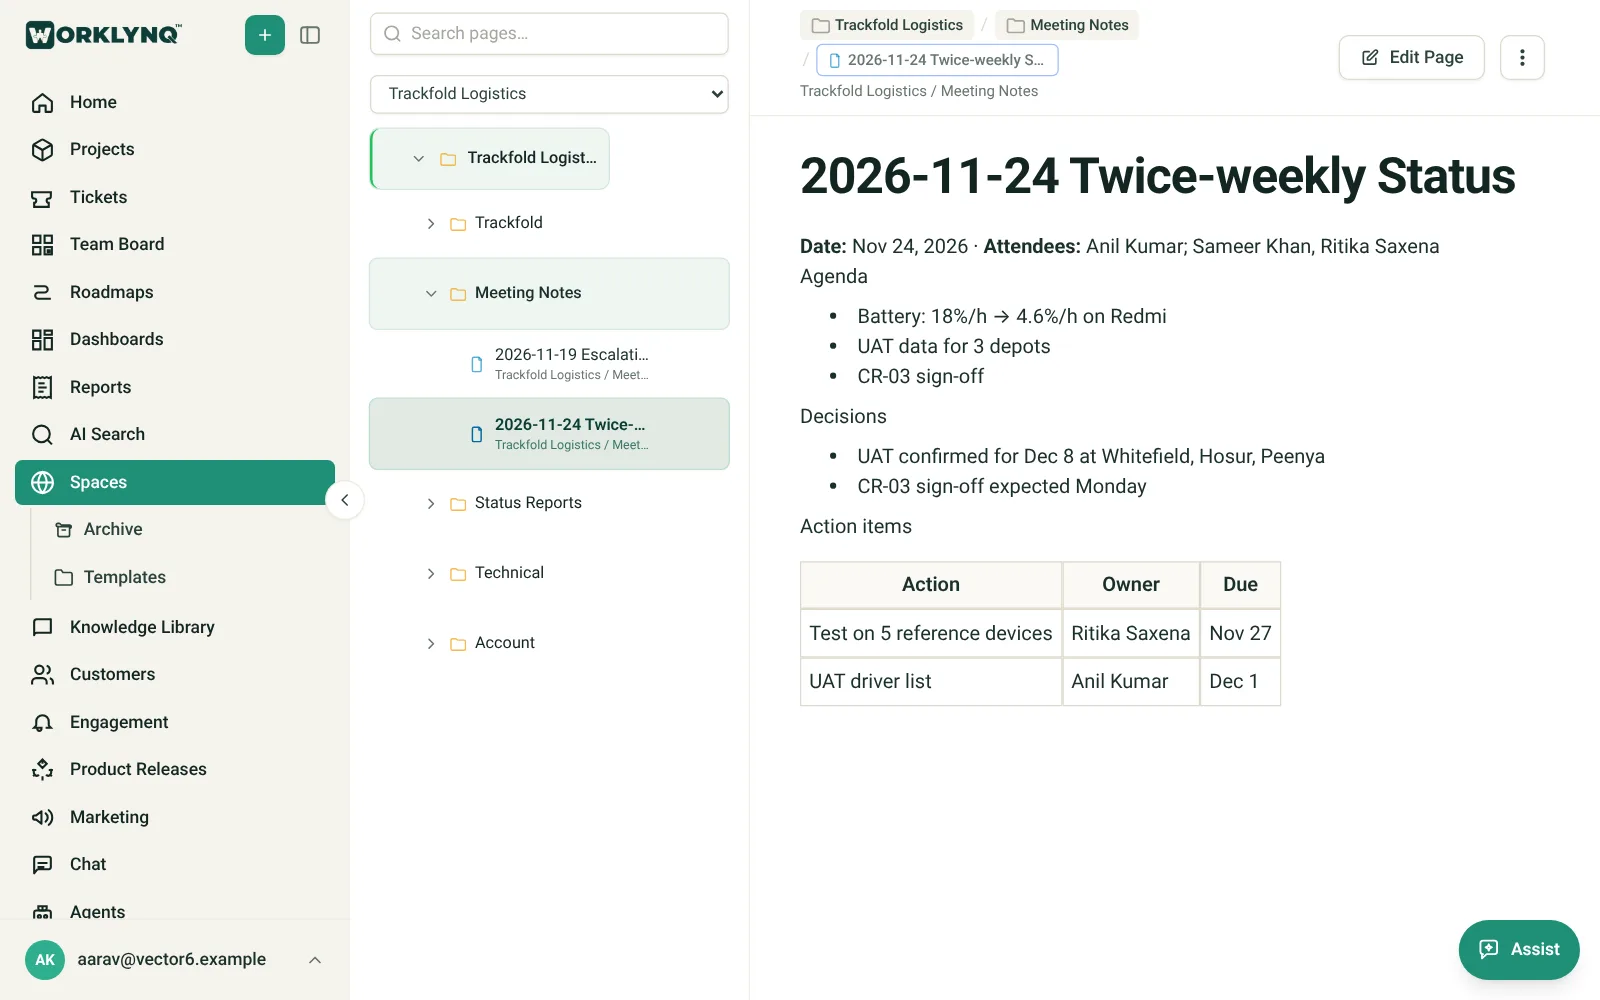 WORKLYNQ™
Home
Projects
Tickets
Team Board
Roadmaps
Dashboards
Reports
AI Search
Spaces
Archive
Templates
Knowledge Library
Customers
Engagement
Product Releases
Marketing
Chat
Agents
AK aarav@vector6.example
Search pages...
Trackfold Logistics
Trackfold Logist...
Trackfold
Meeting Notes
2026-11-19 Escalati...
Trackfold Logistics / Meet...
2026-11-24 Twice-...
Trackfold Logistics / Meet...
Status Reports
Technical
Account
Trackfold Logistics / Meeting Notes
/ 2026-11-24 Twice-weekly S...
Trackfold Logistics / Meeting Notes
Edit Page
2026-11-24 Twice-weekly Status
Date: Nov 24, 2026 · Attendees: Anil Kumar; Sameer Khan, Ritika Saxena
Agenda
• Battery: 18%/h → 4.6%/h on Redmi
• UAT data for 3 depots
• CR-03 sign-off
Decisions
• UAT confirmed for Dec 8 at Whitefield, Hosur, Peenya
• CR-03 sign-off expected Monday
Action items
Action Owner Due
Test on 5 reference devices Ritika Saxena Nov 27
UAT driver list Anil Kumar Dec 1
Assist